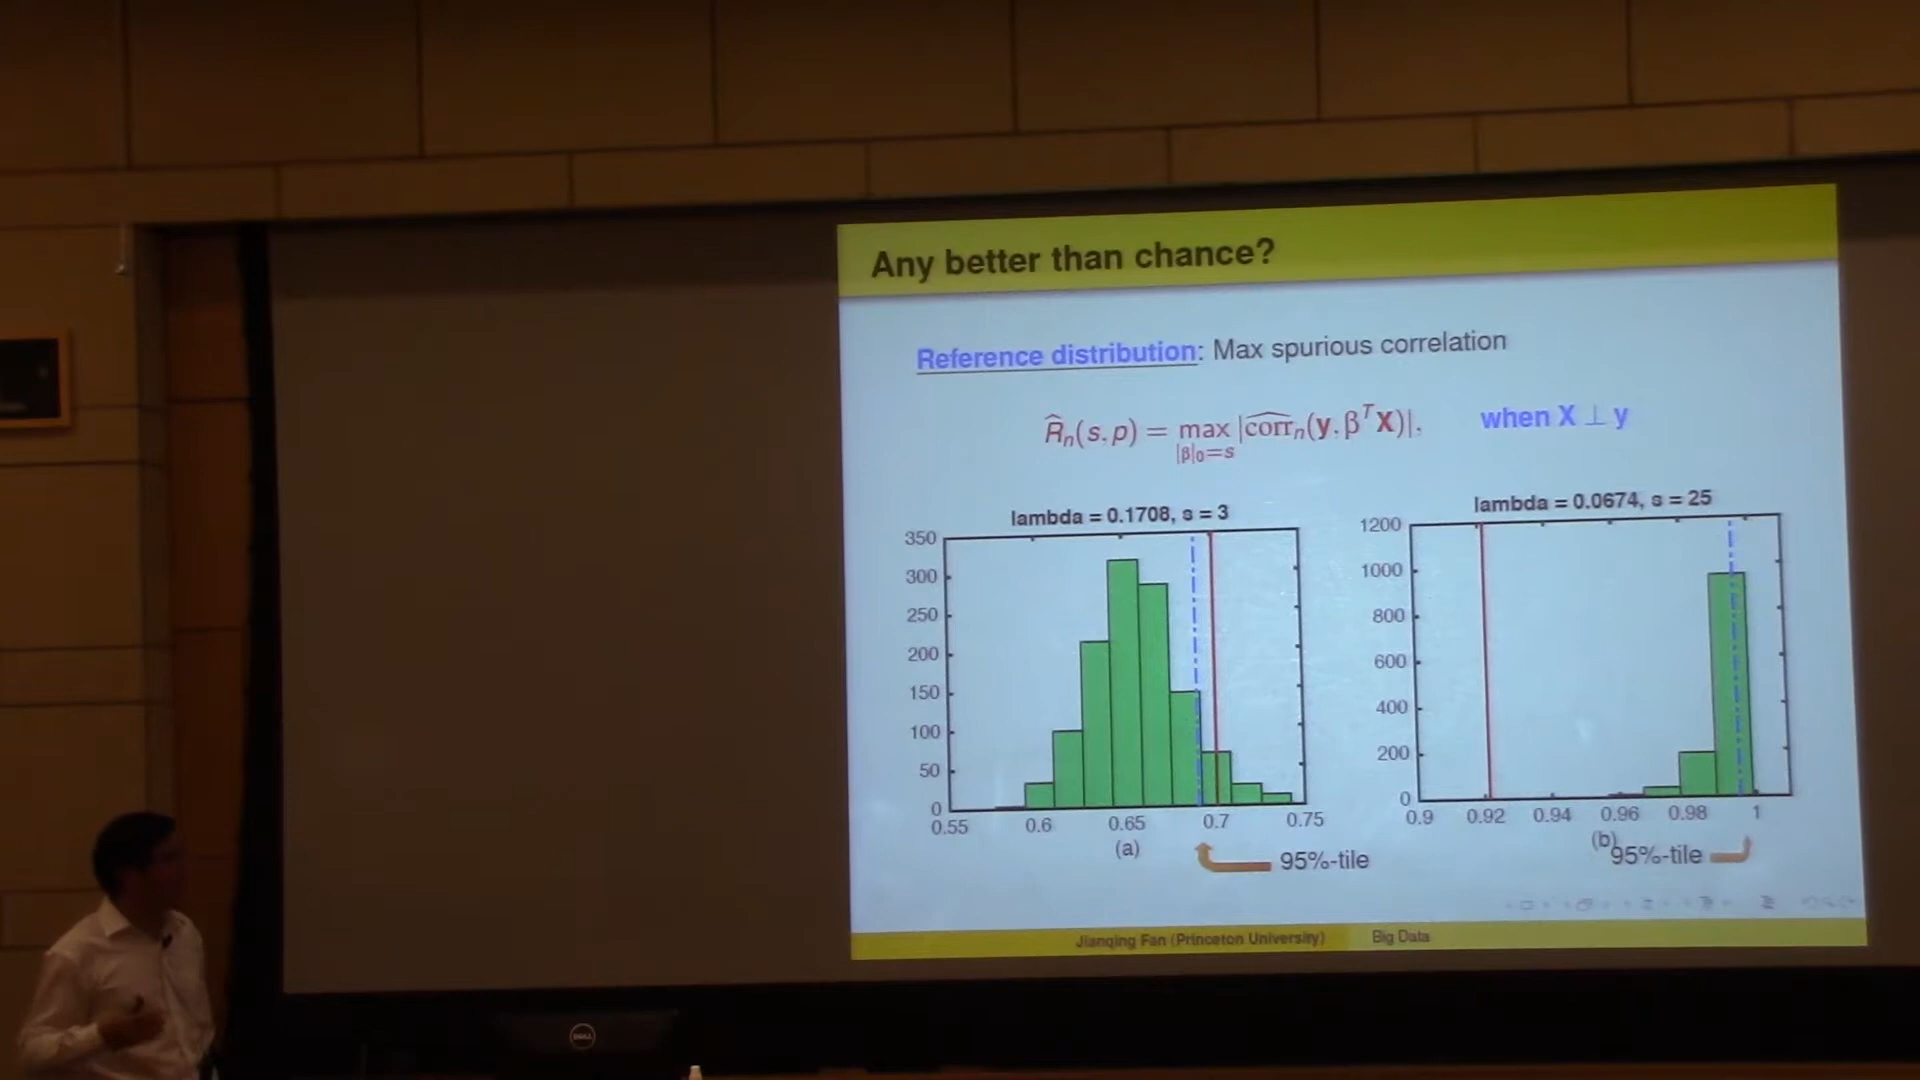 Any better than chance?
Reference distribution: Max spurious correlation
R̂ₙ(s,p) = max |ĉorrₙ(y, βᵀX)|, when X ⊥ y
|β|₀=s
lambda = 0.1708, s = 3
350
300
250
200
150
100
50
0
0.55 0.6 0.65 0.7 0.75
(a)
95%-tile
lambda = 0.0674, s = 25
1200
1000
800
600
400
200
0
0.9 0.92 0.94 0.96 0.98 1
(b)
95%-tile
Jianqing Fan (Princeton University) Big Data
DELL